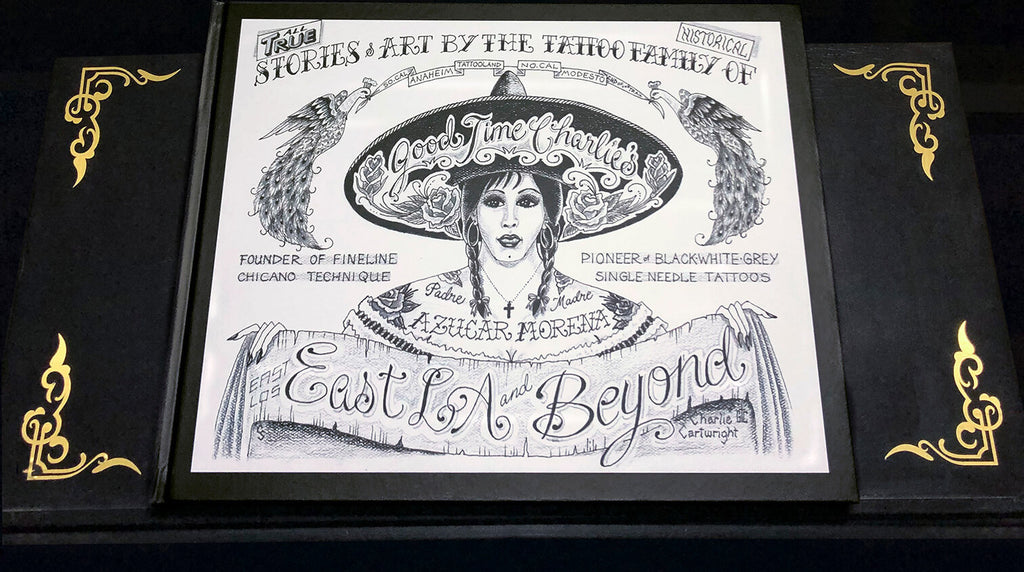 ALL
TRUE
HISTORICAL
STORIES & ART BY THE TATTOO FAMILY OF
SO.CAL ANAHEIM TATTOOLAND NO.CAL MODESTO
Good Time Charlie's
FOUNDER OF FINELINE
CHICANO TECHNIQUE
PIONEER of BLACK-WHITE-GREY
SINGLE NEEDLE TATTOOS
Padre Madre
AZUCAR MORENA
EAST
LOS
East L.A and Beyond
Charlie
Cartwright